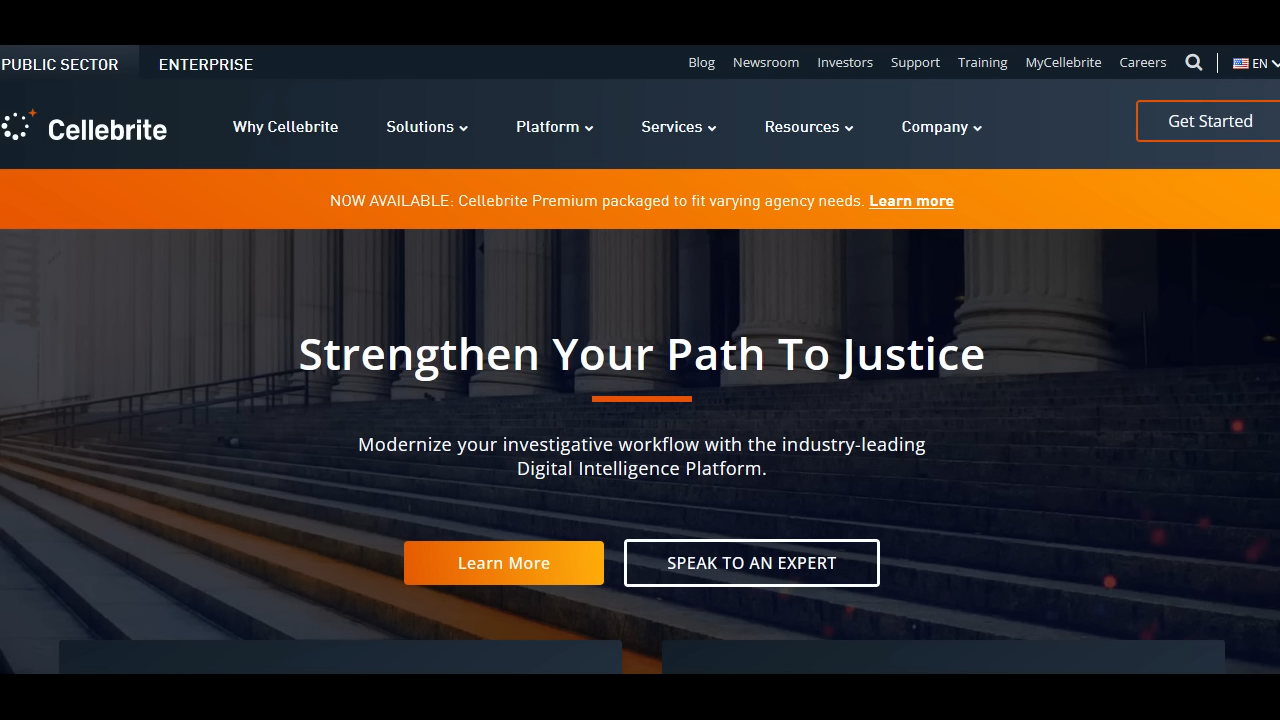 PUBLIC SECTOR
ENTERPRISE
Blog
Newsroom
Investors
Support
Training
MyCellebrite
Careers
EN
Cellebrite
Why Cellebrite
Solutions
Platform
Services
Resources
Company
Get Started
NOW AVAILABLE: Cellebrite Premium packaged to fit varying agency needs. Learn more
Strengthen Your Path To Justice
Modernize your investigative workflow with the industry-leading
Digital Intelligence Platform.
Learn More
SPEAK TO AN EXPERT